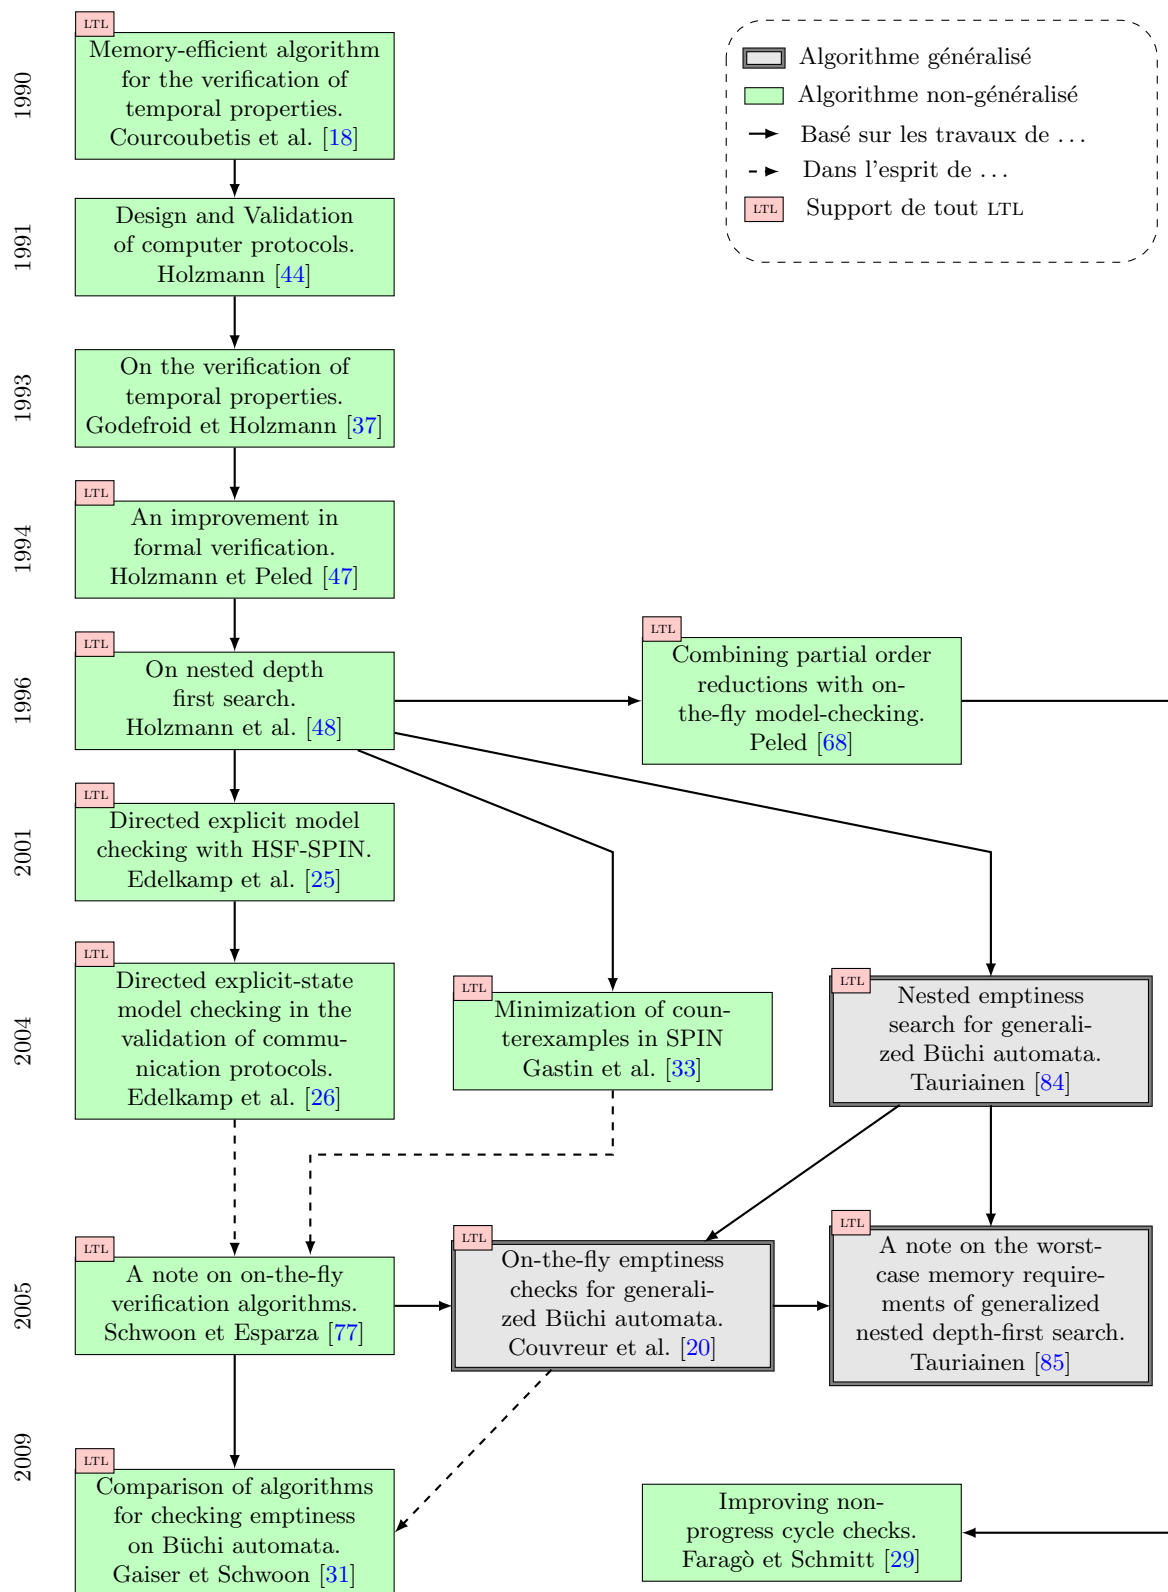 LTL
Memory-efficient algorithm
for the verification of
temporal properties.
Courcoubetis et al. [18]
1990
Algorithme généralisé
Algorithme non-généralisé
Basé sur les travaux de ...
Dans l'esprit de ...
LTL
Support de tout LTL
1991
Design and Validation
of computer protocols.
Holzmann [44]
1993
On the verification of
temporal properties.
Godefroid et Holzmann [37]
1994
LTL
An improvement in
formal verification.
Holzmann et Peled [47]
1996
LTL
On nested depth
first search.
Holzmann et al. [48]
LTL
Combining partial order
reductions with on-
the-fly model-checking.
Peled [68]
2001
LTL
Directed explicit model
checking with HSF-SPIN.
Edelkamp et al. [25]
2004
LTL
Directed explicit-state
model checking in the
validation of commu-
nication protocols.
Edelkamp et al. [26]
LTL
Minimization of coun-
terexamples in SPIN
Gastin et al. [33]
LTL
Nested emptiness
search for generali-
zed Büchi automata.
Tauriainen [84]
2005
LTL
A note on on-the-fly
verification algorithms.
Schwoon et Esparza [77]
LTL
On-the-fly emptiness
checks for generali-
zed Büchi automata.
Couvreur et al. [20]
LTL
A note on the worst-
case memory require-
ments of generalized
nested depth-first search.
Tauriainen [85]
2009
LTL
Comparison of algorithms
for checking emptiness
on Büchi automata.
Gaiser et Schwoon [31]
Improving non-
progress cycle checks.
Faragò et Schmitt [29]